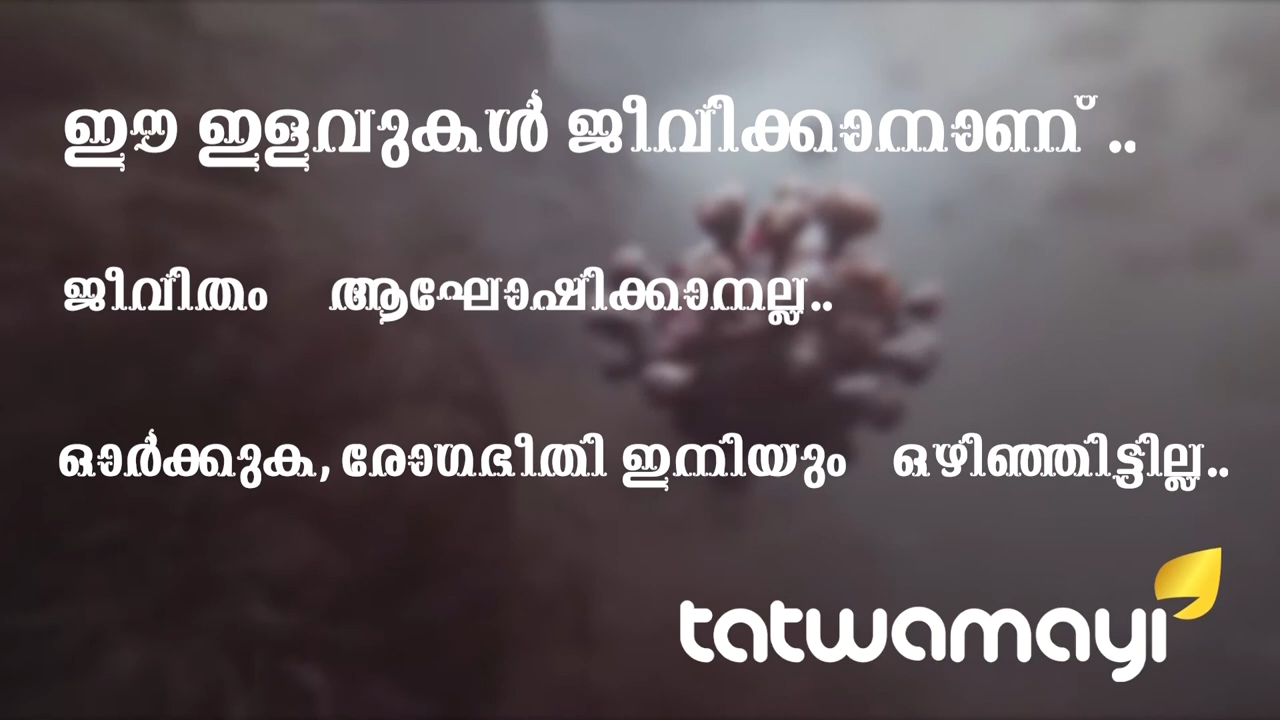 ഈ ഇളവുകൾ ജീവിക്കാനാണ് ..
ജീവിതം ആഘോഷിക്കാനല്ല..
ഓർക്കുക, രോഗഭീതി ഇനിയും ഒഴിഞ്ഞിട്ടില്ല..
tatwamayi